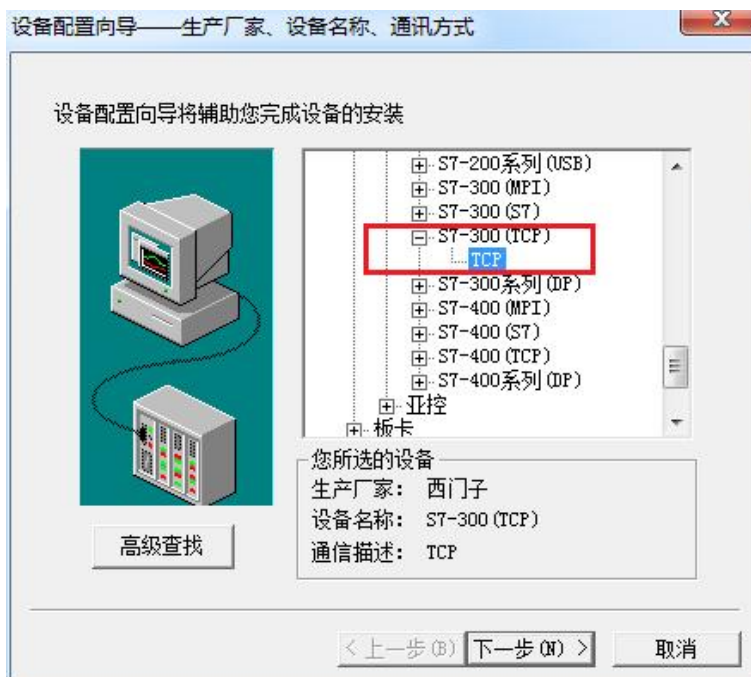 设备配置向导——生产厂家、设备名称、通讯方式
设备配置向导将辅助您完成设备的安装
S7-200系列(USB)
S7-300(MPI)
S7-300(S7)
S7-300(TCP)
TCP
S7-300系列(DP)
S7-400(MPI)
S7-400(S7)
S7-400(TCP)
S7-400系列(DP)
亚控
板卡
您所选的设备
生产厂家： 西门子
设备名称： S7-300(TCP)
通信描述： TCP
高级查找
<上一步(B) 下一步(N)> 取消